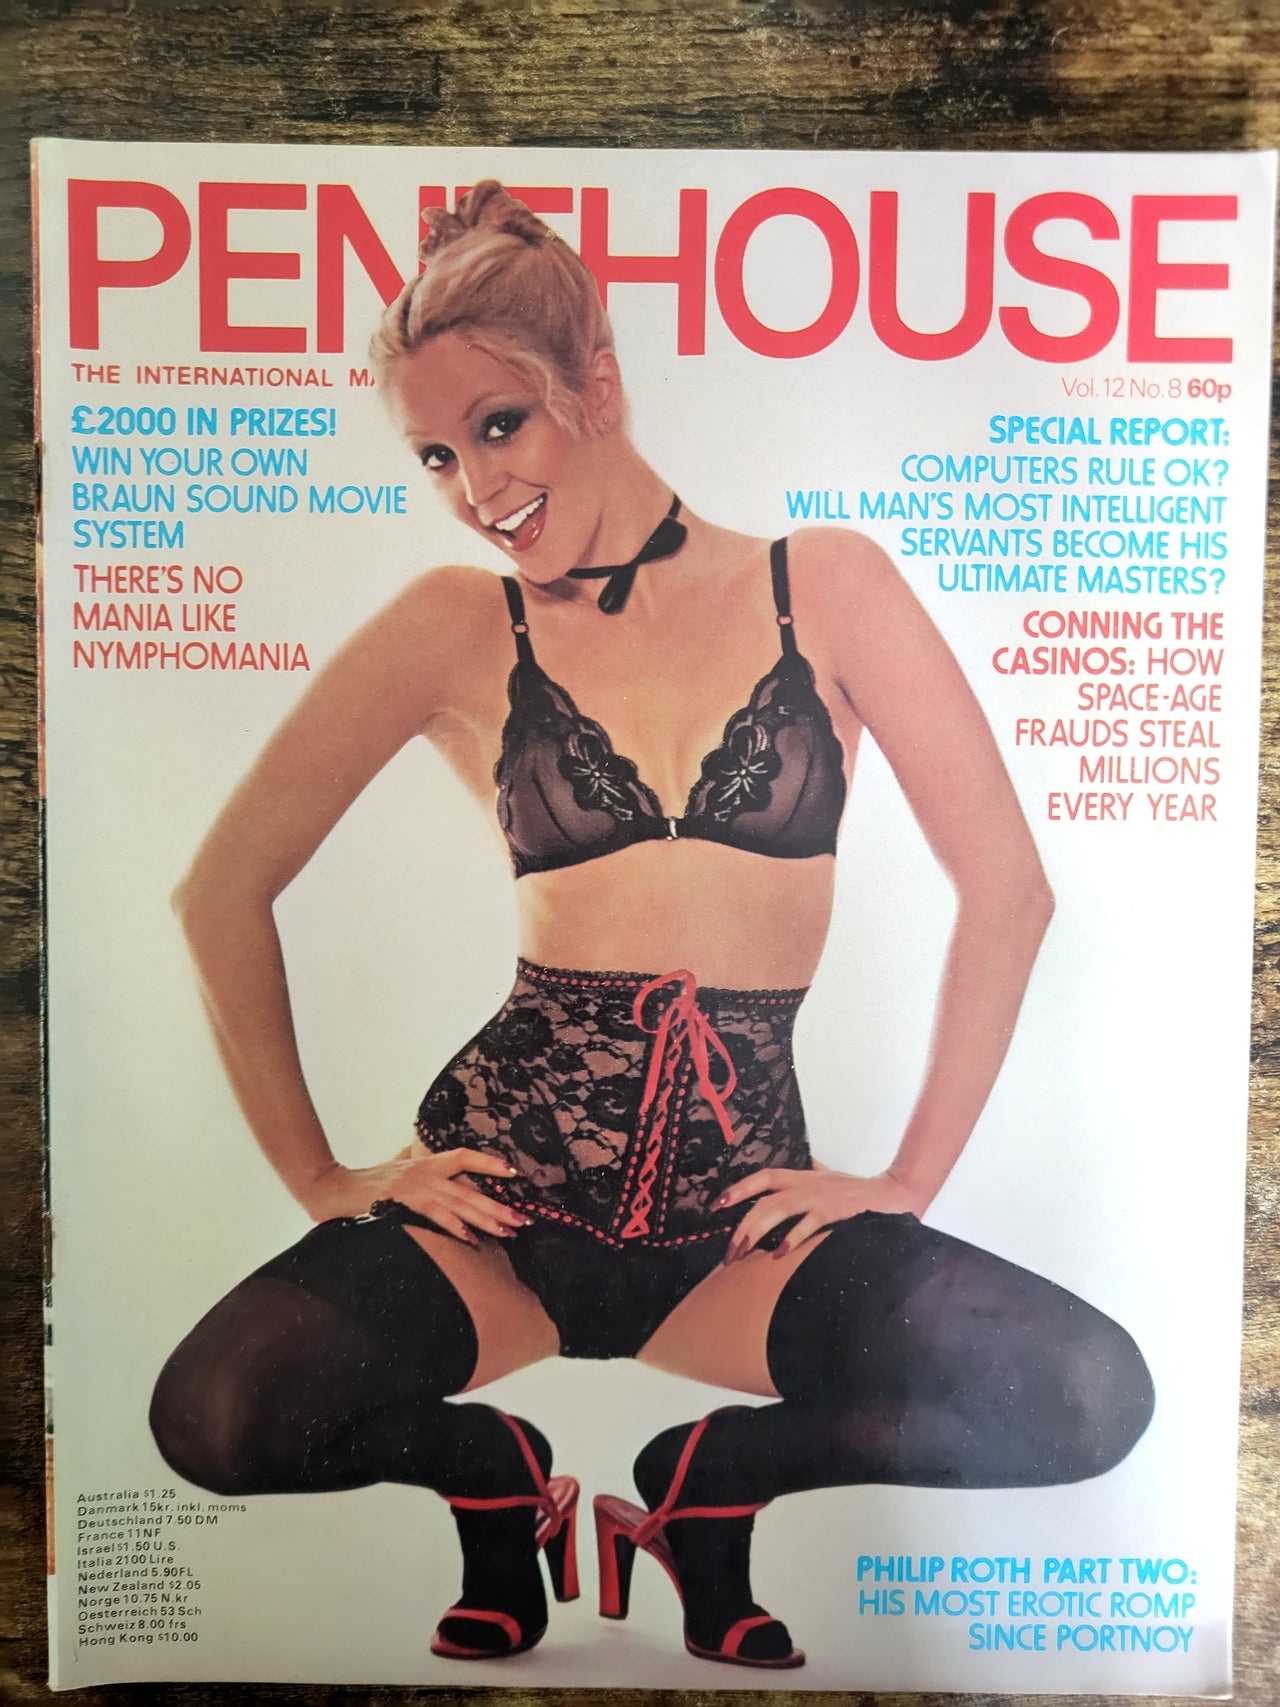 PENTHOUSE
THE INTERNATIONAL MA
Vol. 12 No. 8 60p
£2000 IN PRIZES!
WIN YOUR OWN
BRAUN SOUND MOVIE
SYSTEM
THERE'S NO
MANIA LIKE
NYMPHOMANIA
SPECIAL REPORT:
COMPUTERS RULE OK?
WILL MAN'S MOST INTELLIGENT
SERVANTS BECOME HIS
ULTIMATE MASTERS?
CONNING THE
CASINOS: HOW
SPACE-AGE
FRAUDS STEAL
MILLIONS
EVERY YEAR
Australia $1.25
Danmark 15kr. inkl. moms
Deutschland 7.50 DM
France 11 NF
Israel $1.50 U.S.
Italia 2100 Lire
Nederland 5.90FL
New Zealand $2.05
Norge 10.75 N.kr
Oesterreich 53 Sch
Schweiz 8.00 frs
Hong Kong $10.00
PHILIP ROTH PART TWO:
HIS MOST EROTIC ROMP
SINCE PORTNOY